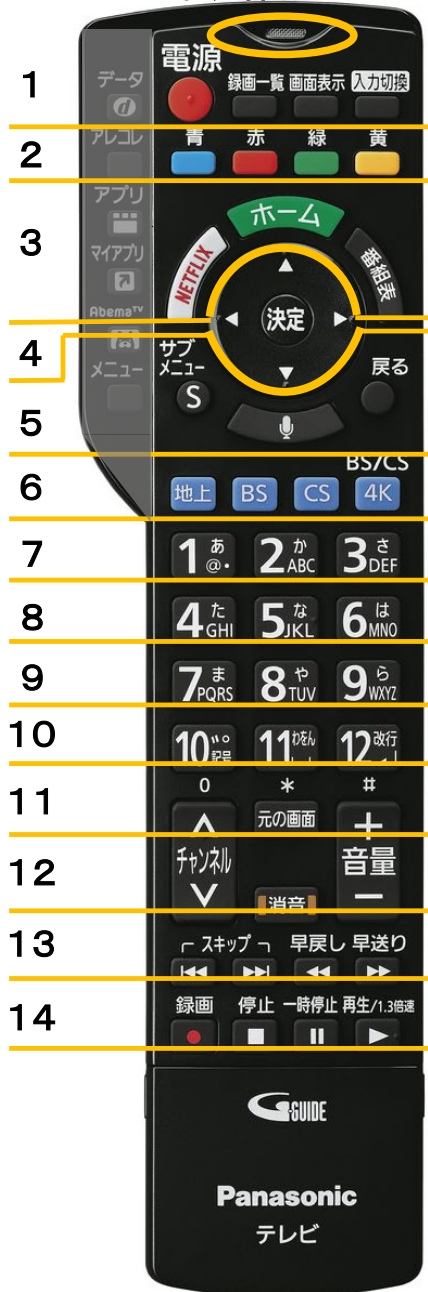 電源
1
データ
d
録画一覧 画面表示 入力切換
2
アレコレ
青 赤 緑 黄
3
アプリ
ホーム
マイアプリ
NETFLIX
番組表
AbemaTV
決定
4
サブ
メニュー
メニュー
戻る
S
5
BS/CS
6
地上 BS CS 4K
7
1 あ @. 2 か ABC 3 さ DEF
8
4 た GHI 5 な JKL 6 は MNO
9
7 ま PQRS 8 や TUV 9 ら WXYZ
10
10 ゛゜ 記号 11 わをん 12 改行
0 * #
11
元の画面
+
12
チャンネル 音量
消音
−
13
スキップ 早戻し 早送り
14
録画 停止 一時停止 再生/1.3倍速
G-GUIDE
Panasonic
テレビ